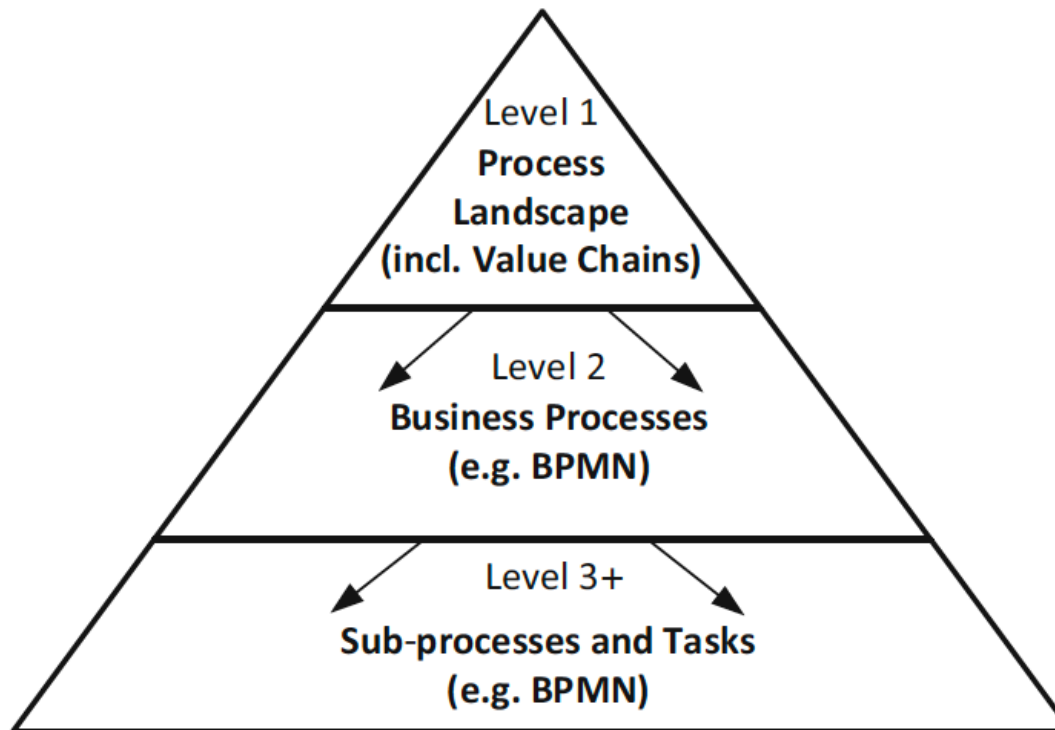 Level 1
Process
Landscape
(incl. Value Chains)
Level 2
Business Processes
(e.g. BPMN)
Level 3+
Sub-processes and Tasks
(e.g. BPMN)